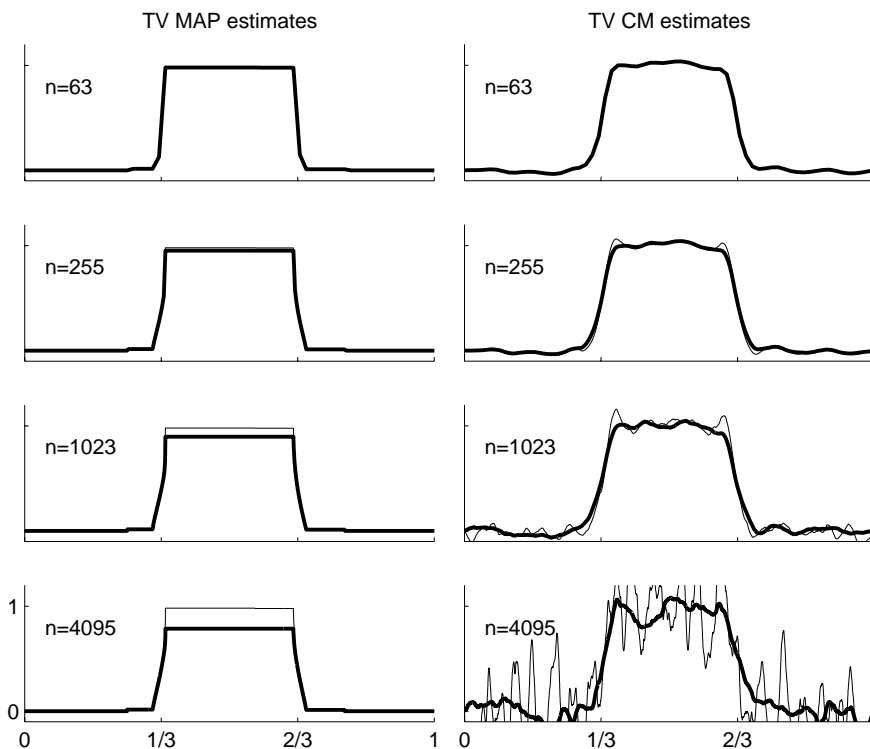 TV MAP estimates
TV CM estimates
n=63
n=63
n=255
n=255
n=1023
n=1023
1
n=4095
n=4095
0
0
1/3
2/3
1
0
1/3
2/3